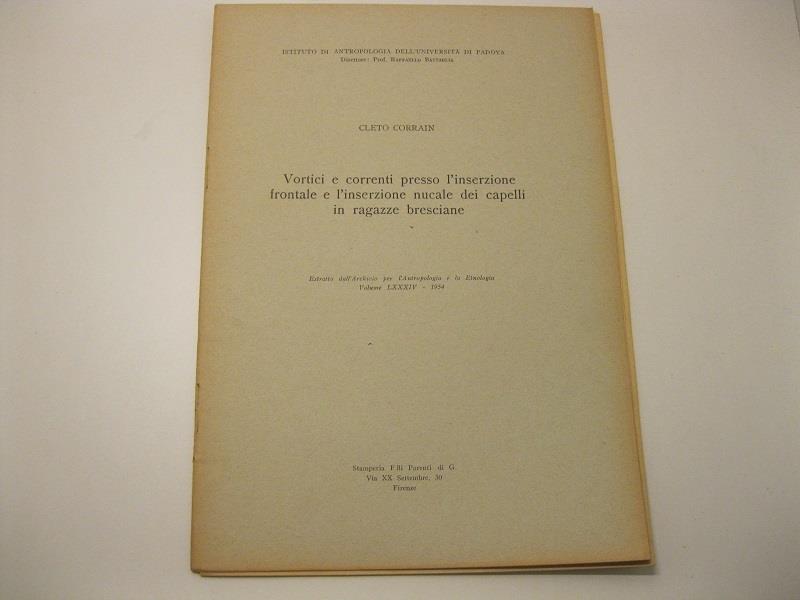 ISTITUTO DI ANTROPOLOGIA DELL'UNIVERSITÀ DI PADOVA
Direttore: Prof. RAFFAELLO BATTAGLIA
CLETO CORRAIN
Vortici e correnti presso l'inserzione
frontale e l'inserzione nucale dei capelli
in ragazze bresciane
Estratto dall'Archivio per l'Antropologia e la Etnologia
Volume LXXXIV - 1954
Stamperia F.lli Parenti di G.
Via XX Settembre, 30
Firenze